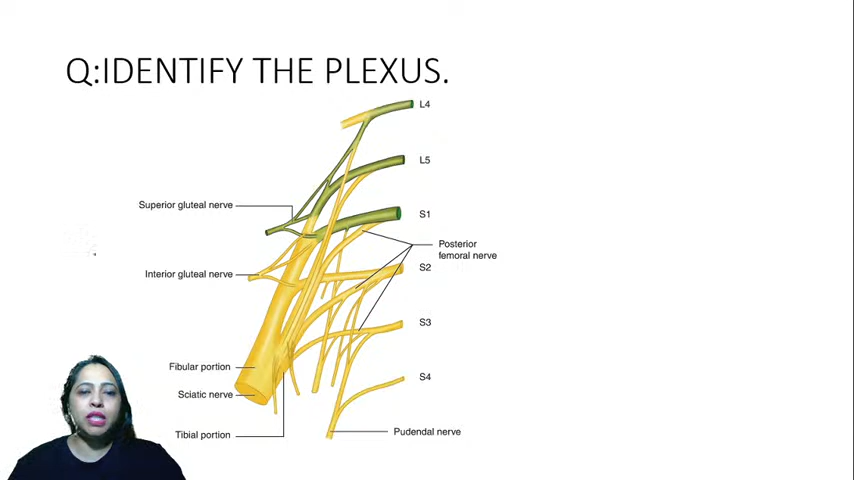 Q:IDENTIFY THE PLEXUS.
L4
L5
Superior gluteal nerve
S1
Posterior
femoral nerve
S2
Interior gluteal nerve
S3
Fibular portion
S4
Sciatic nerve
Tibial portion
Pudendal nerve